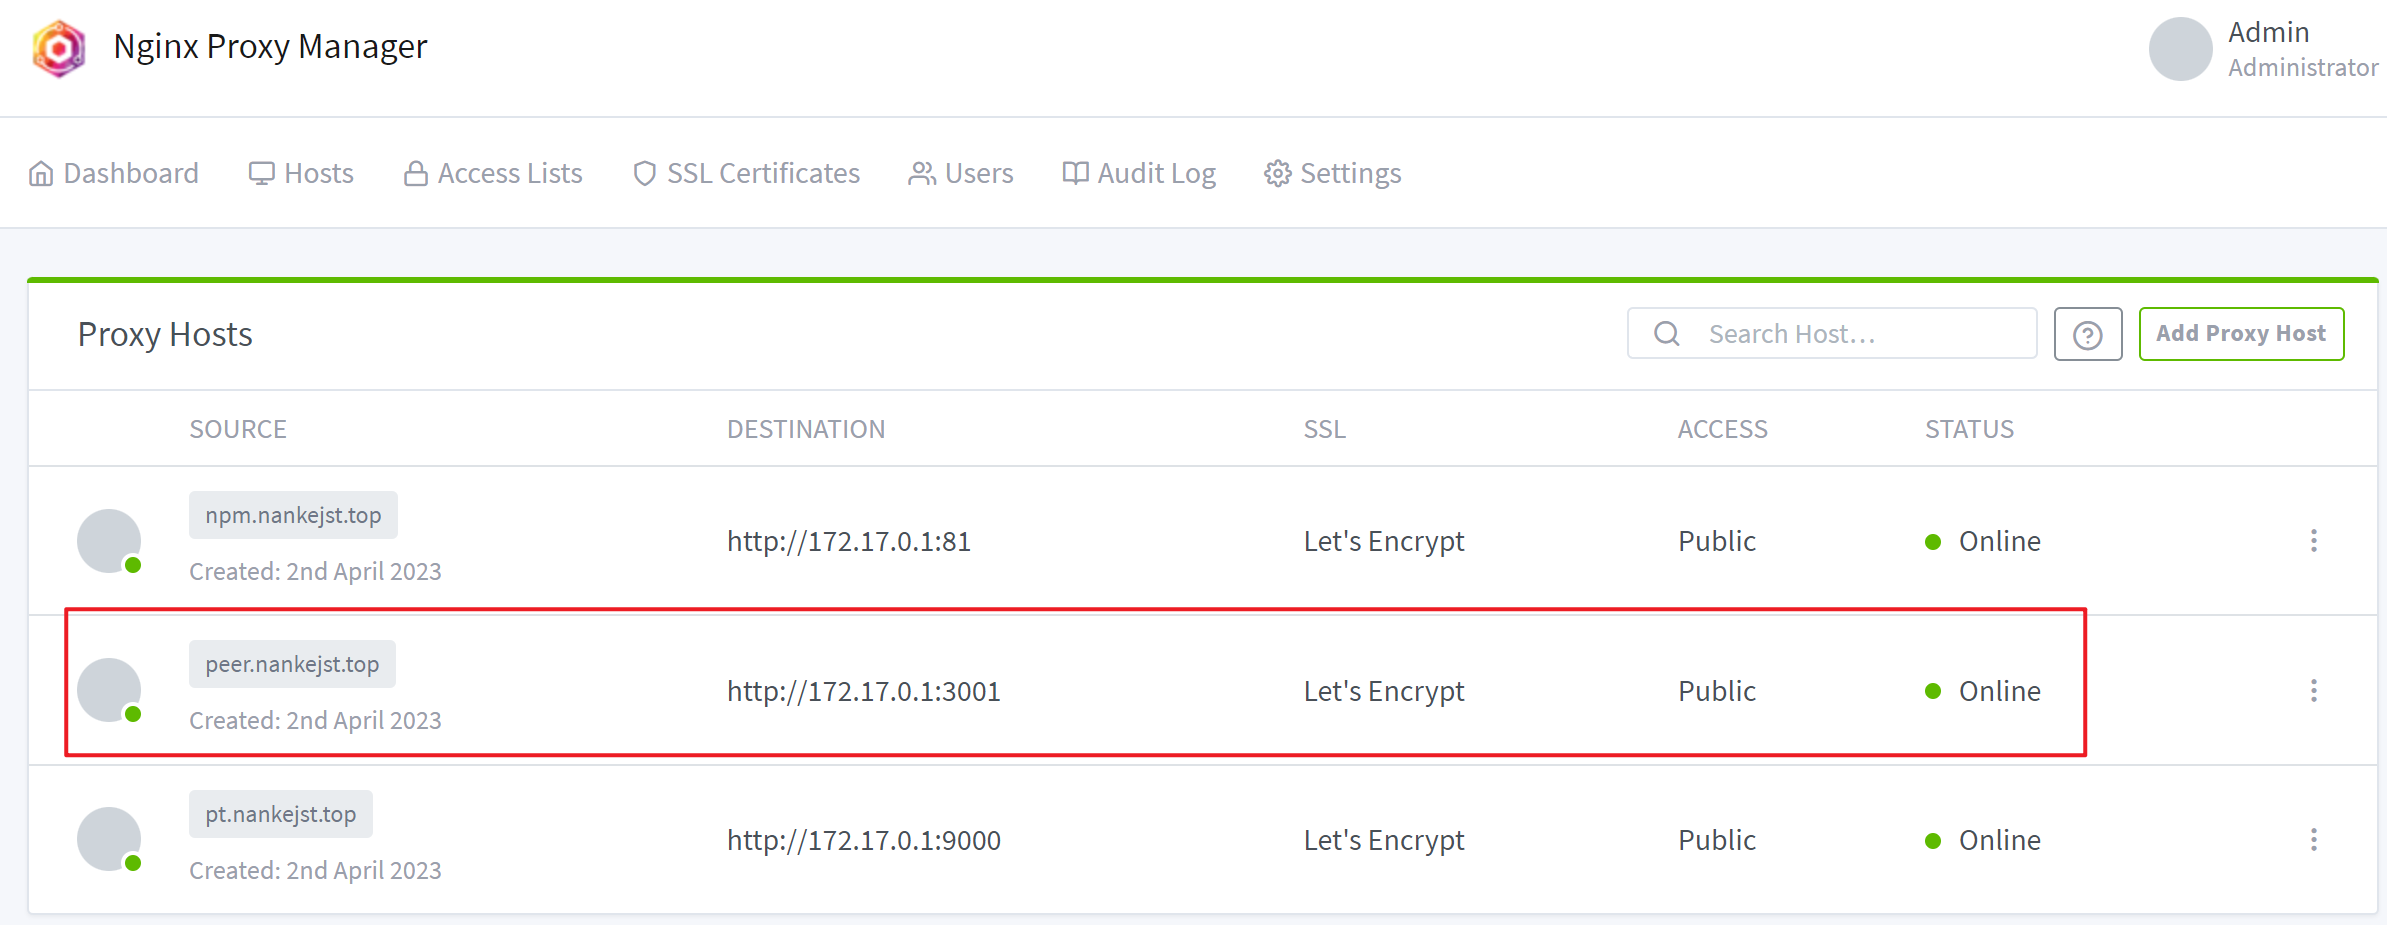 Nginx Proxy Manager
Admin
Administrator
Dashboard Hosts Access Lists SSL Certificates Users Audit Log Settings
Proxy Hosts Search Host… Add Proxy Host
SOURCE DESTINATION SSL ACCESS STATUS
npm.nankejst.top
http://172.17.0.1:81 Let's Encrypt Public Online
Created: 2nd April 2023
peer.nankejst.top
http://172.17.0.1:3001 Let's Encrypt Public Online
Created: 2nd April 2023
pt.nankejst.top
http://172.17.0.1:9000 Let's Encrypt Public Online
Created: 2nd April 2023